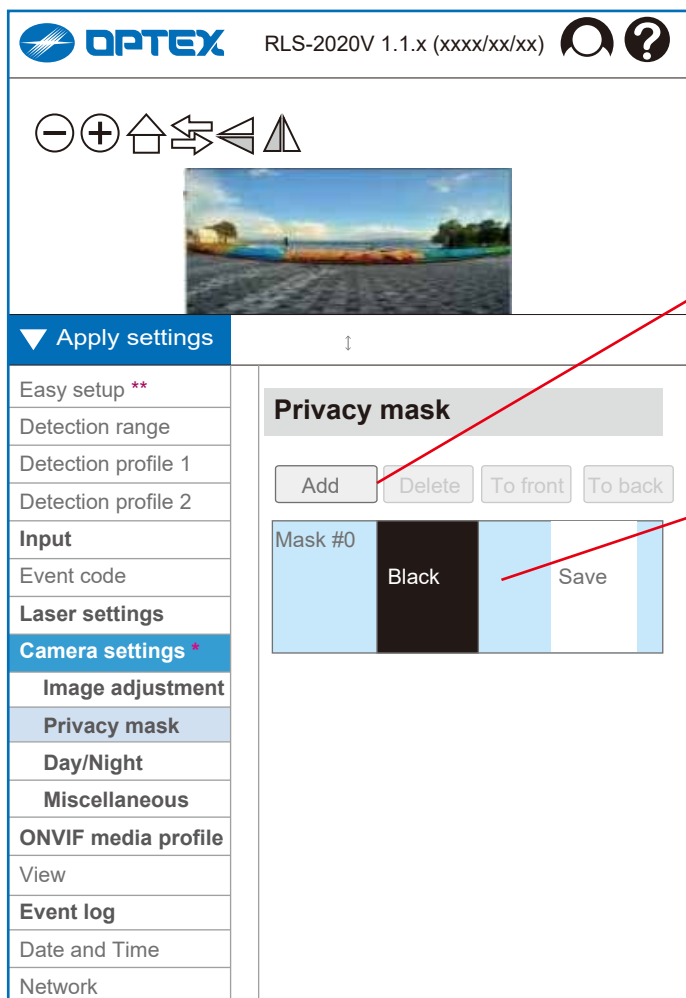 OPTEX RLS-2020V 1.1.x (xxxx/xx/xx) ?
Apply settings
Easy setup **
Detection range
Detection profile 1
Detection profile 2
Input
Event code
Laser settings
Camera settings *
Image adjustment
Privacy mask
Day/Night
Miscellaneous
ONVIF media profile
View
Event log
Date and Time
Network
Privacy mask
Add Delete To front To back
Mask #0 Black Save